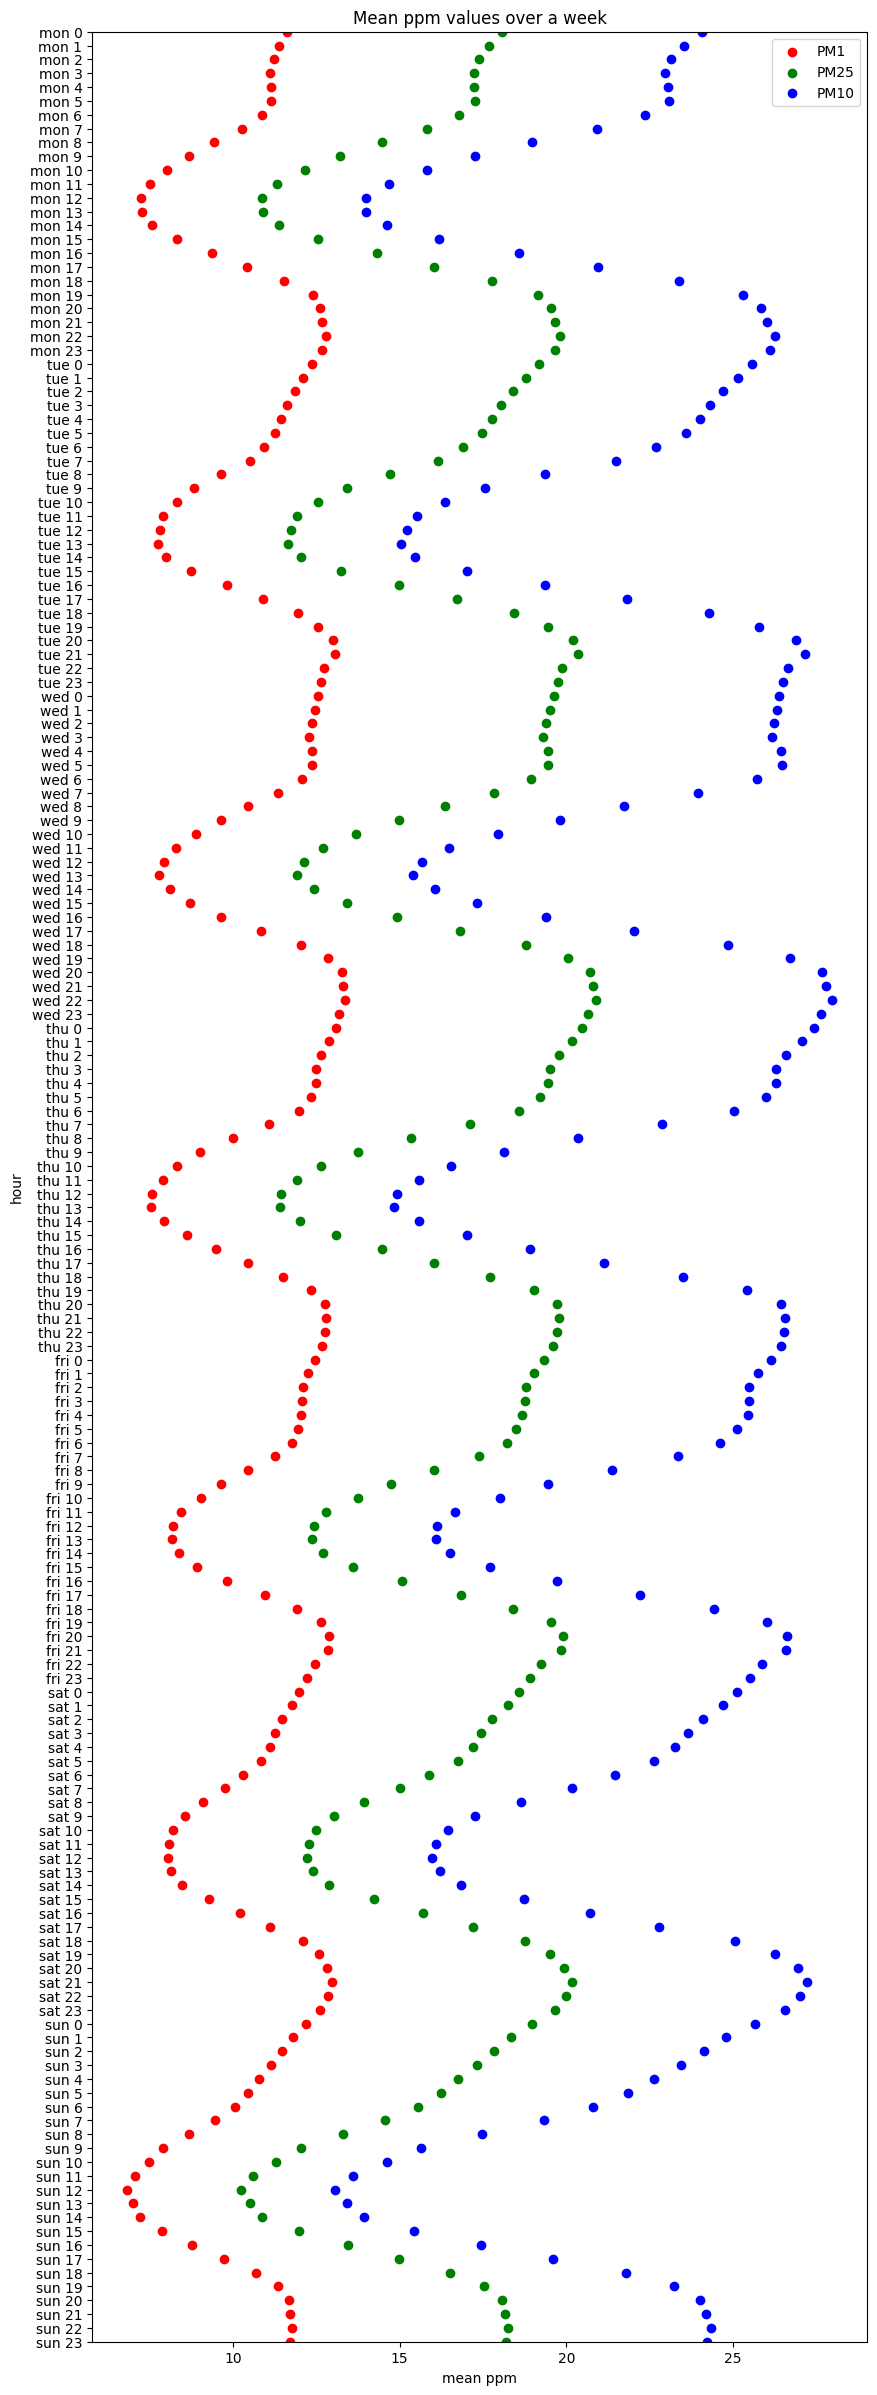 Mean ppm values over a week
PM1
PM25
PM10
mon 0
mon 1
mon 2
mon 3
mon 4
mon 5
mon 6
mon 7
mon 8
mon 9
mon 10
mon 11
mon 12
mon 13
mon 14
mon 15
mon 16
mon 17
mon 18
mon 19
mon 20
mon 21
mon 22
mon 23
tue 0
tue 1
tue 2
tue 3
tue 4
tue 5
tue 6
tue 7
tue 8
tue 9
tue 10
tue 11
tue 12
tue 13
tue 14
tue 15
tue 16
tue 17
tue 18
tue 19
tue 20
tue 21
tue 22
tue 23
wed 0
wed 1
wed 2
wed 3
wed 4
wed 5
wed 6
wed 7
wed 8
wed 9
wed 10
wed 11
wed 12
wed 13
wed 14
wed 15
wed 16
wed 17
wed 18
wed 19
wed 20
wed 21
wed 22
wed 23
thu 0
thu 1
thu 2
thu 3
thu 4
thu 5
thu 6
thu 7
thu 8
thu 9
thu 10
thu 11
thu 12
thu 13
thu 14
thu 15
thu 16
thu 17
thu 18
thu 19
thu 20
thu 21
thu 22
thu 23
fri 0
fri 1
fri 2
fri 3
fri 4
fri 5
fri 6
fri 7
fri 8
fri 9
fri 10
fri 11
fri 12
fri 13
fri 14
fri 15
fri 16
fri 17
fri 18
fri 19
fri 20
fri 21
fri 22
fri 23
sat 0
sat 1
sat 2
sat 3
sat 4
sat 5
sat 6
sat 7
sat 8
sat 9
sat 10
sat 11
sat 12
sat 13
sat 14
sat 15
sat 16
sat 17
sat 18
sat 19
sat 20
sat 21
sat 22
sat 23
sun 0
sun 1
sun 2
sun 3
sun 4
sun 5
sun 6
sun 7
sun 8
sun 9
sun 10
sun 11
sun 12
sun 13
sun 14
sun 15
sun 16
sun 17
sun 18
sun 19
sun 20
sun 21
sun 22
sun 23
hour
10 15 20 25
mean ppm